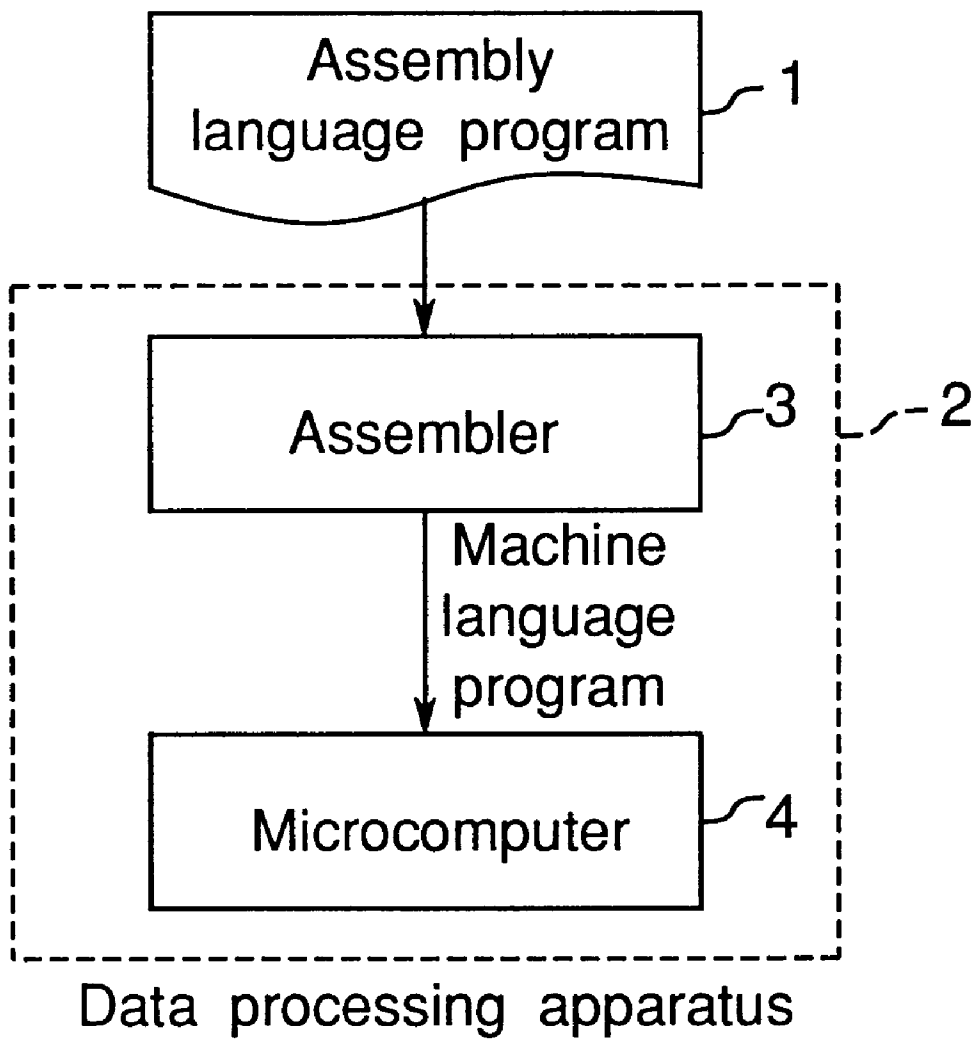 Assembly
language program
1
Assembler
3
2
Machine
language
program
Microcomputer
4
Data processing apparatus